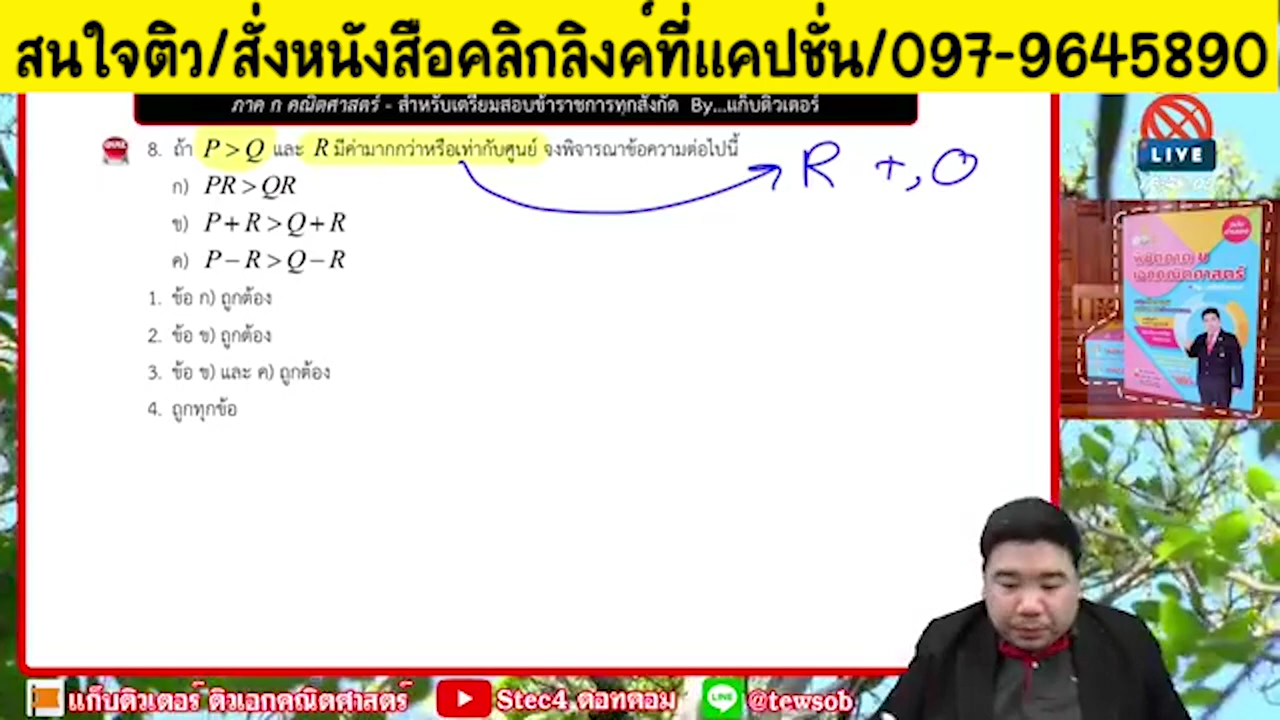 สนใจติว/สั่งหนังสือคลิกลิงค์ที่แคปชั่น/097-9645890
ภาค ก คณิตศาสตร์ - สำหรับเตรียมสอบข้าราชการทุกสังกัด By...แก็บติวเตอร์
8. ถ้า P > Q และ R มีค่ามากกว่าหรือเท่ากับศูนย์ จงพิจารณาข้อความต่อไปนี้
R +, 0
ก) PR > QR
ข) P + R > Q + R
ค) P − R > Q − R
1. ข้อ ก) ถูกต้อง
2. ข้อ ข) ถูกต้อง
3. ข้อ ข) และ ค) ถูกต้อง
4. ถูกทุกข้อ
LIVE
แก็บติวเตอร์ ติวเอกคณิตศาสตร์
Stec4 ดอทคอม
LINE
@tewsob